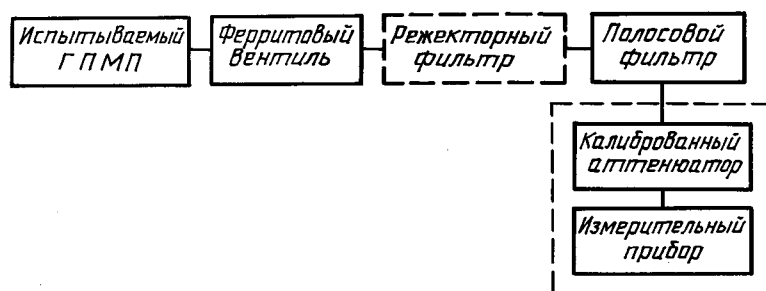 Испытываемый
ГПМП
Ферритовый
вентиль
Режекторный
фильтр
Полосовой
фильтр
Калиброванный
аттенюатор
Измерительный
прибор